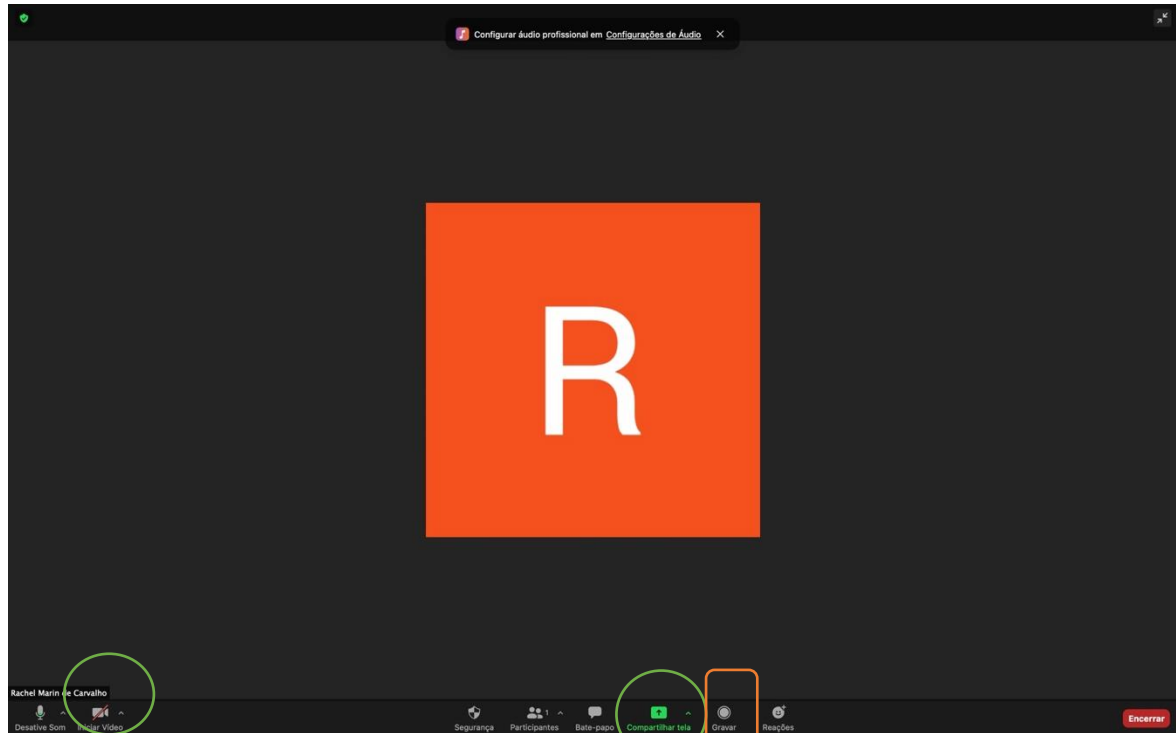 Configurar áudio profissional em Configurações de Áudio
R
Rachel Marin de Carvalho
Desative Som Iniciar Vídeo Segurança Participantes 1 Bate-papo Compartilhar tela Gravar Reações Encerrar